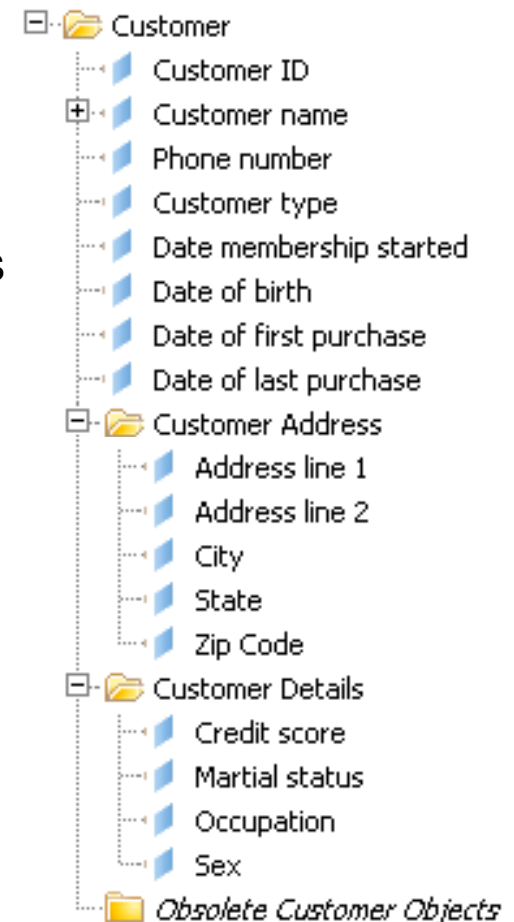 Customer
Customer ID
Customer name
Phone number
Customer type
s
Date membership started
Date of birth
Date of first purchase
Date of last purchase
Customer Address
Address line 1
Address line 2
City
State
Zip Code
Customer Details
Credit score
Martial status
Occupation
Sex
Obsolete Customer Objects